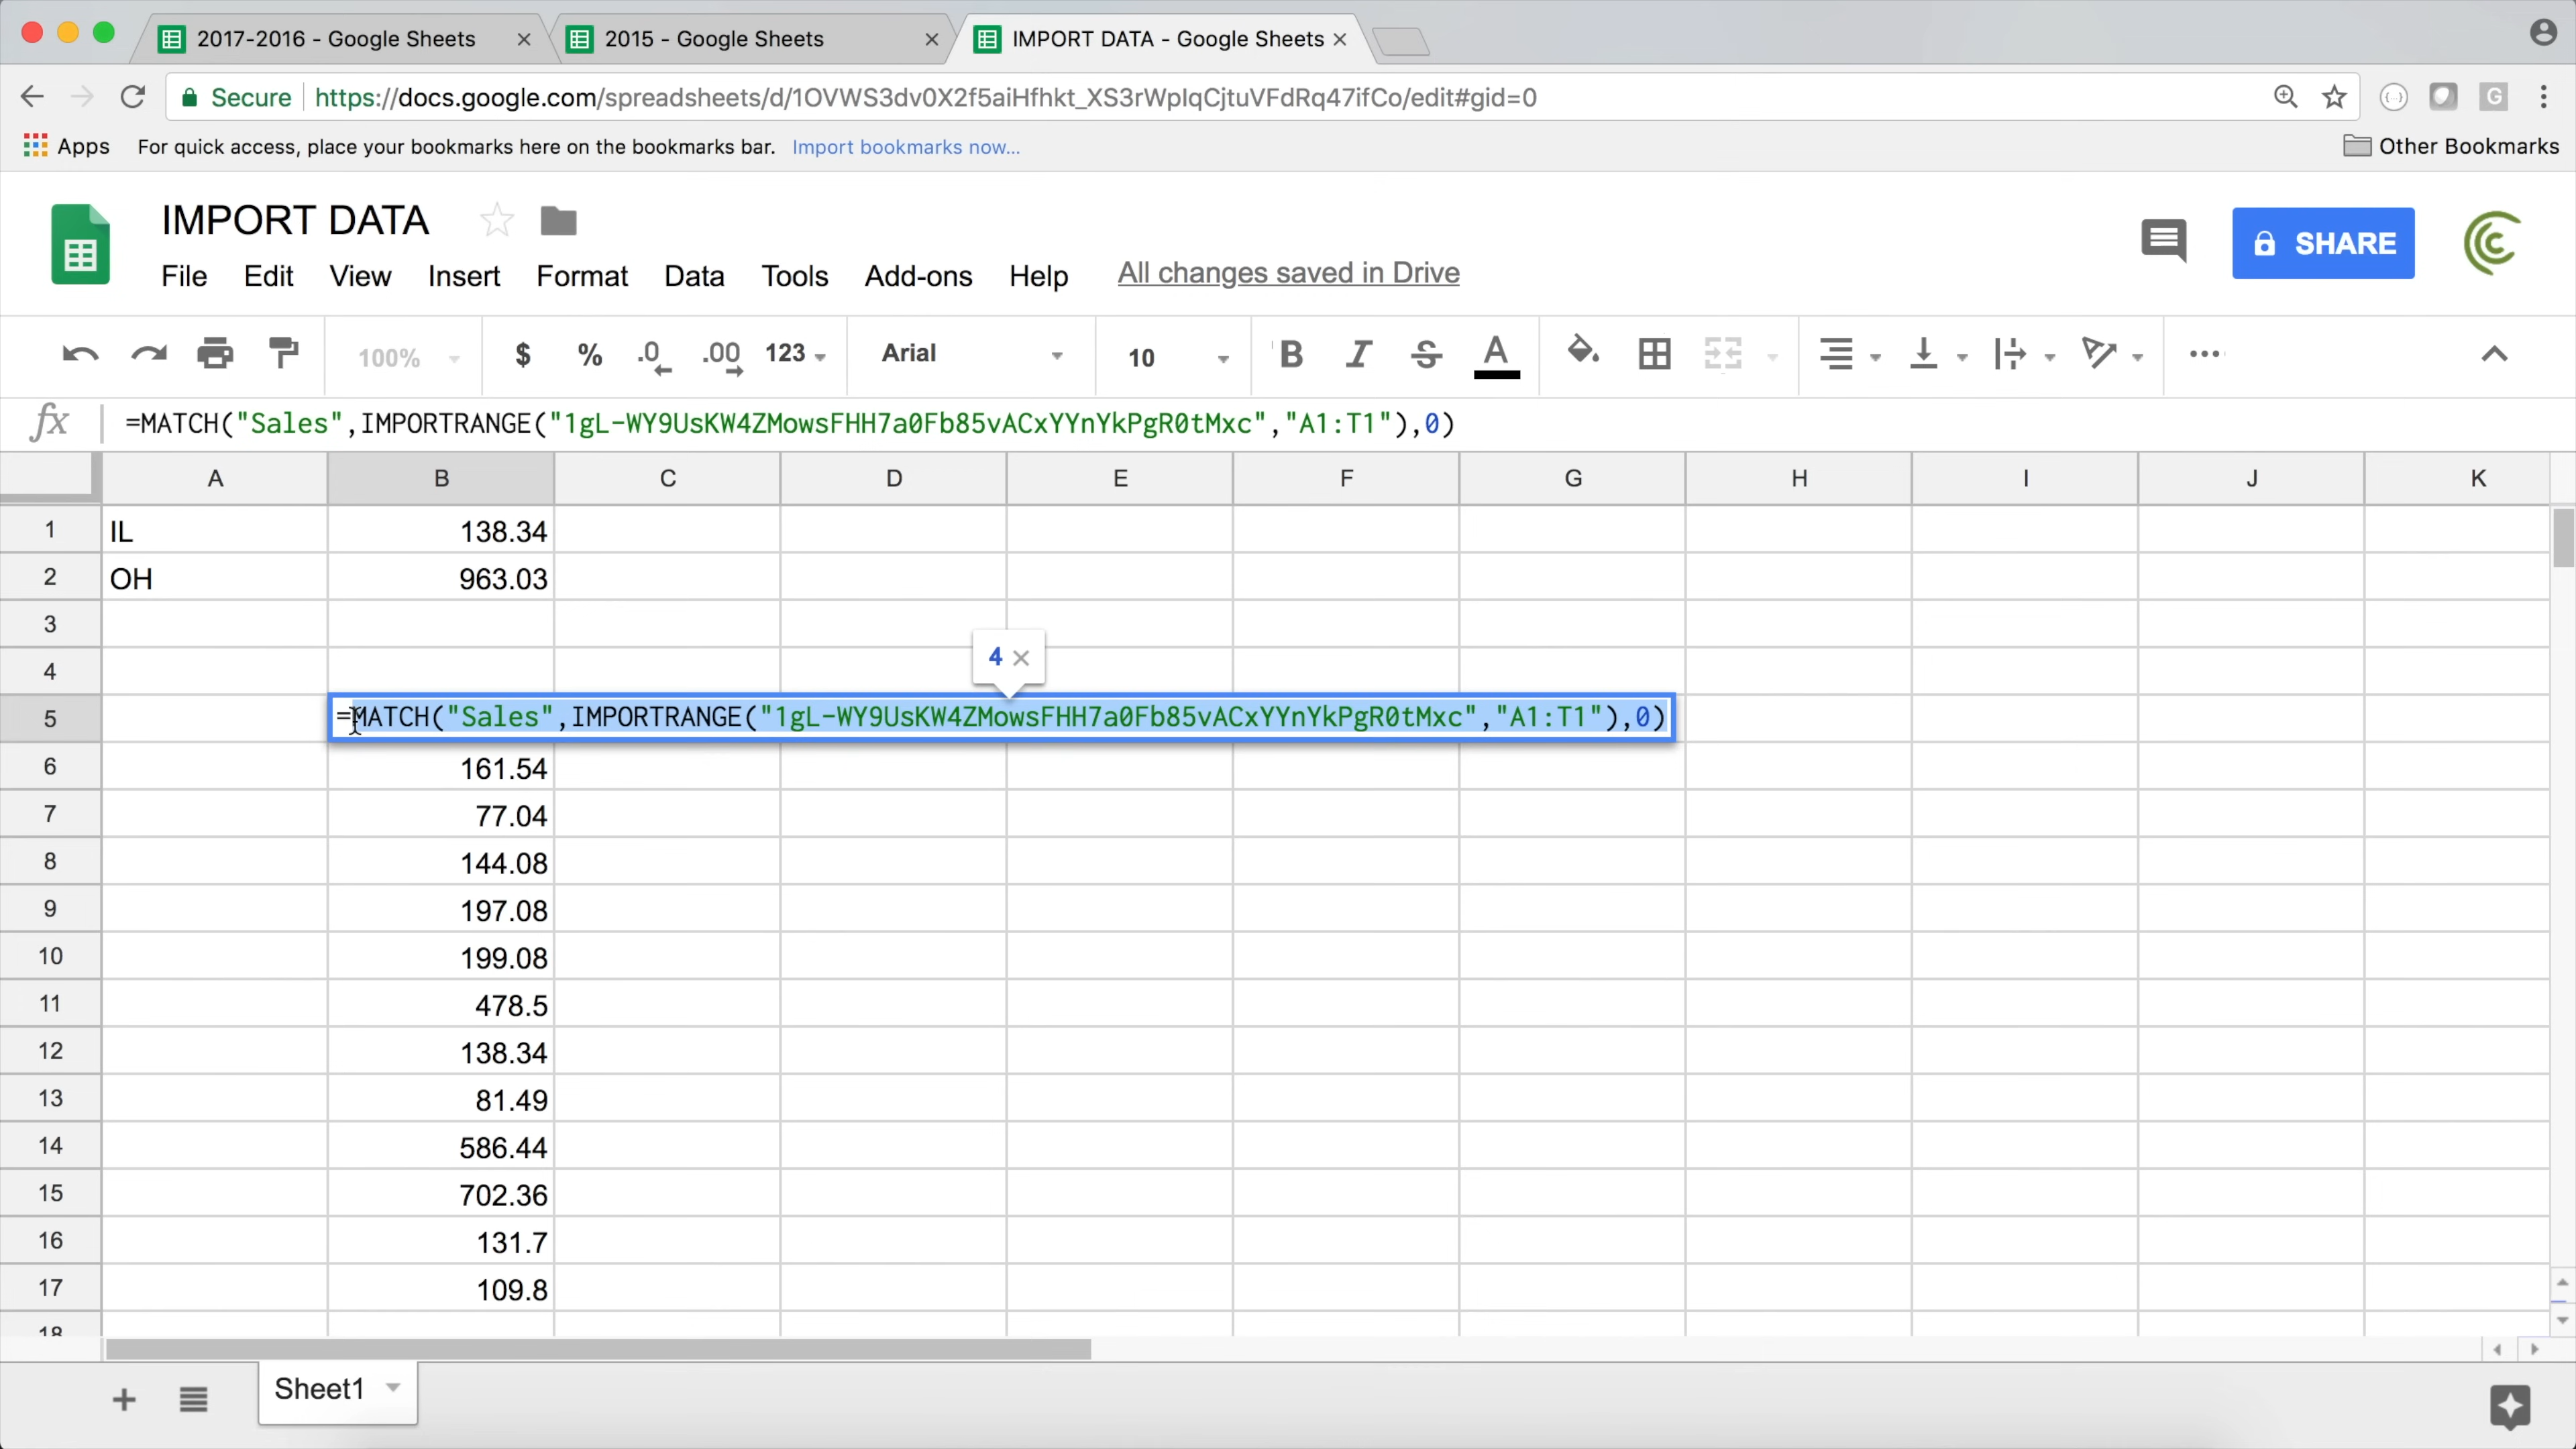 2017-2016 - Google Sheets × 2015 - Google Sheets × IMPORT DATA - Google Sheets ×
Secure https://docs.google.com/spreadsheets/d/1OVWS3dv0X2f5aiHfhkt_XS3rWpIqCjtuVFdRq47ifCo/edit#gid=0 {...} G
Apps For quick access, place your bookmarks here on the bookmarks bar. Import bookmarks now... Other Bookmarks
IMPORT DATA
SHARE
File Edit View Insert Format Data Tools Add-ons Help All changes saved in Drive
100% $ % .0 .00 123 Arial 10 B I S A
fx =MATCH("Sales",IMPORTRANGE("1gL-WY9UsKW4ZMowsFHH7a0Fb85vACxYYnYkPgR0tMxc","A1:T1"),0)
A B C D E F G H I J K
1 IL 138.34
2 OH 963.03
3
4
4 ×
5 =MATCH("Sales",IMPORTRANGE("1gL-WY9UsKW4ZMowsFHH7a0Fb85vACxYYnYkPgR0tMxc","A1:T1"),0)
6 161.54
7 77.04
8 144.08
9 197.08
10 199.08
11 478.5
12 138.34
13 81.49
14 586.44
15 702.36
16 131.7
17 109.8
18
Sheet1